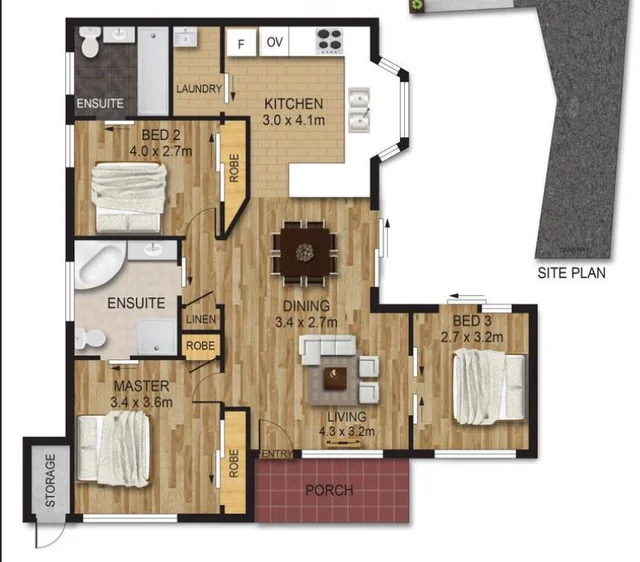 F
OV
LAUNDRY
KITCHEN
3.0 x 4.1m
ENSUITE
BED 2
4.0 x 2.7m
ROBE
SITE PLAN
ENSUITE
DINING
3.4 x 2.7m
LINEN
BED 3
2.7 x 3.2m
ROBE
MASTER
3.4 x 3.6m
LIVING
4.3 x 3.2m
ROBE
ENTRY
STORAGE
PORCH